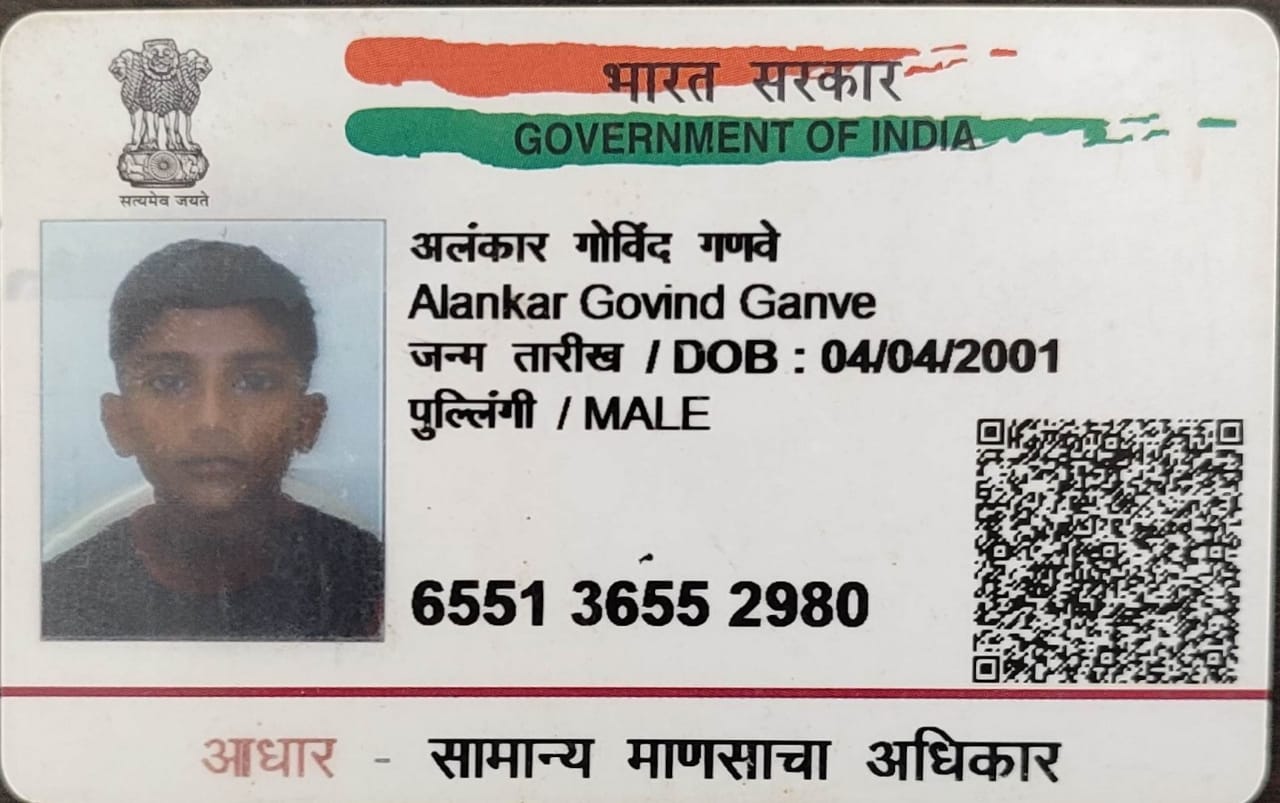 भारत सरकार
GOVERNMENT OF INDIA
सत्यमेव जयते
अलंकार गोविंद गणवे
Alankar Govind Ganve
जन्म तारीख / DOB : 04/04/2001
पुल्लिंगी / MALE
6551 3655 2980
आधार - सामान्य माणसाचा अधिकार